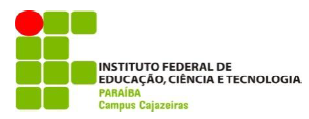 INSTITUTO FEDERAL DE
EDUCAÇÃO, CIÊNCIA E TECNOLOGIA
PARAÍBA
Campus Cajazeiras